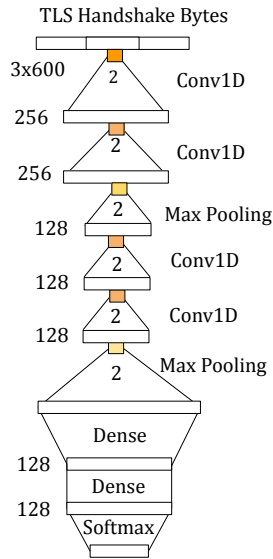 TLS Handshake Bytes
3x600
2
Conv1D
256
2
Conv1D
256
2
Max Pooling
128
2
Conv1D
128
2
Conv1D
128
2
Max Pooling
Dense
128
Dense
128
Softmax